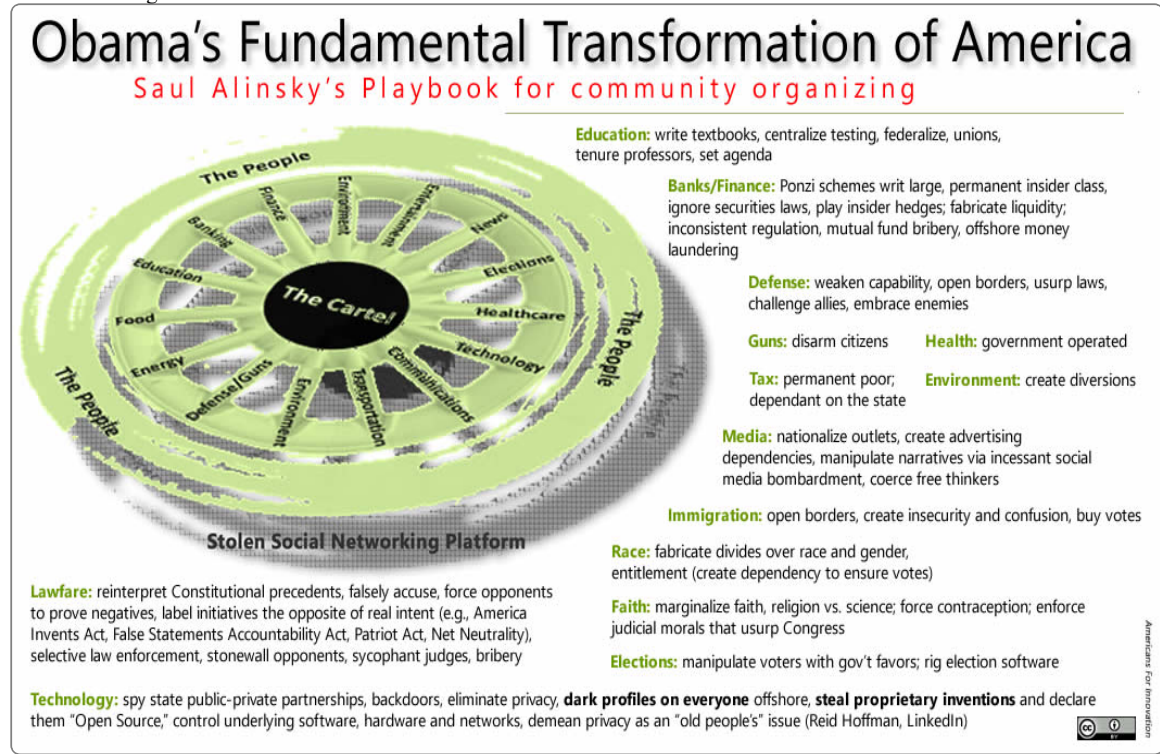 Obama's Fundamental Transformation of America
Saul Alinsky's Playbook for community organizing
The People
Finance
Environment
Entertainment
News
Banking
Elections
Education
The Cartel
Healthcare
Food
Technology
Energy
Communications
Defense/Guns
Transportation
Environment
The People
The People
Stolen Social Networking Platform
Education: write textbooks, centralize testing, federalize, unions,
tenure professors, set agenda
Banks/Finance: Ponzi schemes writ large, permanent insider class,
ignore securities laws, play insider hedges; fabricate liquidity;
inconsistent regulation, mutual fund bribery, offshore money
laundering
Defense: weaken capability, open borders, usurp laws,
challenge allies, embrace enemies
Guns: disarm citizens
Health: government operated
Tax: permanent poor;
dependant on the state
Environment: create diversions
Media: nationalize outlets, create advertising
dependencies, manipulate narratives via incessant social
media bombardment, coerce free thinkers
Immigration: open borders, create insecurity and confusion, buy votes
Race: fabricate divides over race and gender,
entitlement (create dependency to ensure votes)
Faith: marginalize faith, religion vs. science; force contraception; enforce
judicial morals that usurp Congress
Elections: manipulate voters with gov't favors; rig election software
Lawfare: reinterpret Constitutional precedents, falsely accuse, force opponents
to prove negatives, label initiatives the opposite of real intent (e.g., America
Invents Act, False Statements Accountability Act, Patriot Act, Net Neutrality),
selective law enforcement, stonewall opponents, sycophant judges, bribery
Technology: spy state public-private partnerships, backdoors, eliminate privacy, dark profiles on everyone offshore, steal proprietary inventions and declare
them "Open Source," control underlying software, hardware and networks, demean privacy as an "old people's" issue (Reid Hoffman, LinkedIn)
Americans For Innovation
cc
BY